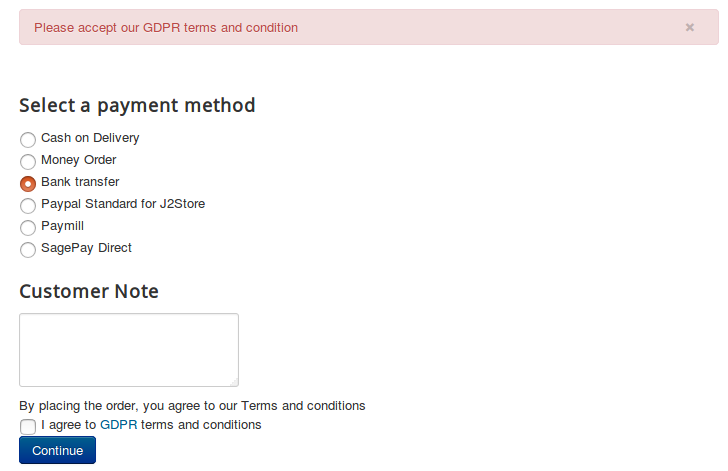 Please accept our GDPR terms and condition ×
Select a payment method
Cash on Delivery
Money Order
Bank transfer
Paypal Standard for J2Store
Paymill
SagePay Direct
Customer Note
By placing the order, you agree to our Terms and conditions
I agree to GDPR terms and conditions
Continue